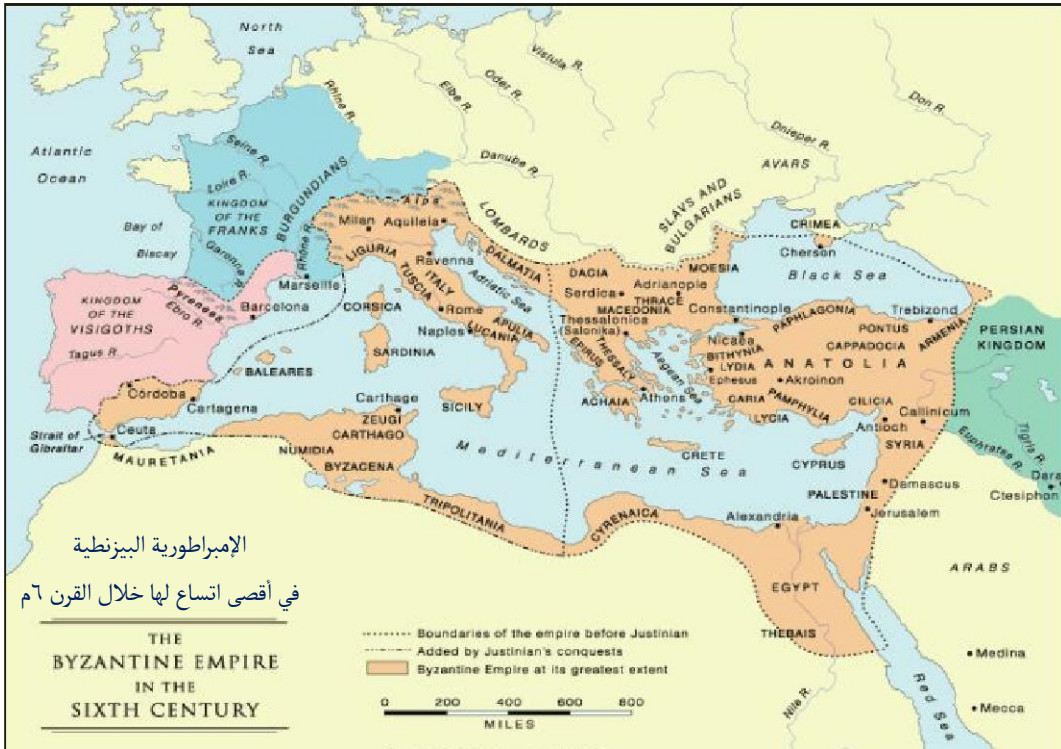 North
Sea
Atlantic
Ocean
Bay of
Biscay
Rhine R.
Elbe R.
Oder R.
Vistula R.
Dnieper R.
Don R.
Danube R.
Seine R.
Loire R.
KINGDOM
OF THE
FRANKS
BURGUNDIANS
Garonne R.
Rhône R.
Alps
AVARS
SLAVS AND
BULGARIANS
LOMBARDS
CRIMEA
Cherson
Black Sea
Milan
Aquileia
LIGURIA
Ravenna
DALMATIA
Adriatic Sea
TUSCIA
ITALY
Rome
APULIA
Naples
LUCANIA
Marseille
CORSICA
SARDINIA
SICILY
KINGDOM
OF THE
VISIGOTHS
Pyrenees
Ebro R.
Barcelona
Tagus R.
BALEARES
Córdoba
Cartagena
Strait of
Gibraltar
Ceuta
MAURETANIA
DACIA
MOESIA
Serdica
Adrianople
THRACE
MACEDONIA
Thessalonica
(Salonika)
Constantinople
EPIRUS
THESSALY
Aegean Sea
ACHAIA
Athens
Nicaea
BITHYNIA
LYDIA
Ephesus
CARIA
LYCIA
PAMPHYLIA
PAPHLAGONIA
PONTUS
Trebizond
CAPPADOCIA
ARMENIA
ANATOLIA
Akroinon
CILICIA
Antioch
Callinicum
SYRIA
PERSIAN
KINGDOM
Tigris R.
Euphrates R.
Dara
Ctesiphon
Carthage
ZEUGI
CARTHAGO
NUMIDIA
BYZACENA
TRIPOLITANIA
Mediterranean Sea
CRETE
CYPRUS
Damascus
PALESTINE
Jerusalem
CYRENAICA
Alexandria
EGYPT
THEBAIS
Nile R.
Red Sea
ARABS
Medina
Mecca
الإمبراطورية البيزنطية
في أقصى اتساع لها خلال القرن ٦م
THE
BYZANTINE EMPIRE
IN THE
SIXTH CENTURY
Boundaries of the empire before Justinian
Added by Justinian's conquests
Byzantine Empire at its greatest extent
0 200 400 600 800
MILES